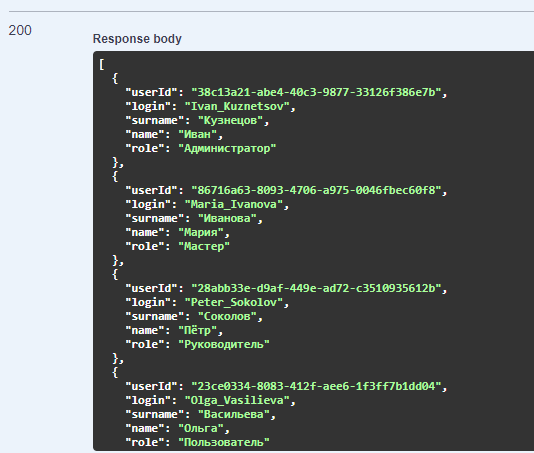 200
Response body
[
  {
    "userId": "38c13a21-abe4-40c3-9877-33126f386e7b",
    "login": "Ivan_Kuznetsov",
    "surname": "Кузнецов",
    "name": "Иван",
    "role": "Администратор"
  },
  {
    "userId": "86716a63-8093-4706-a975-0046fbec60f8",
    "login": "Maria_Ivanova",
    "surname": "Иванова",
    "name": "Мария",
    "role": "Мастер"
  },
  {
    "userId": "28abb33e-d9af-449e-ad72-c3510935612b",
    "login": "Peter_Sokolov",
    "surname": "Соколов",
    "name": "Пётр",
    "role": "Руководитель"
  },
  {
    "userId": "23ce0334-8083-412f-aee6-1f3ff7b1dd04",
    "login": "Olga_Vasilieva",
    "surname": "Васильева",
    "name": "Ольга",
    "role": "Пользователь"